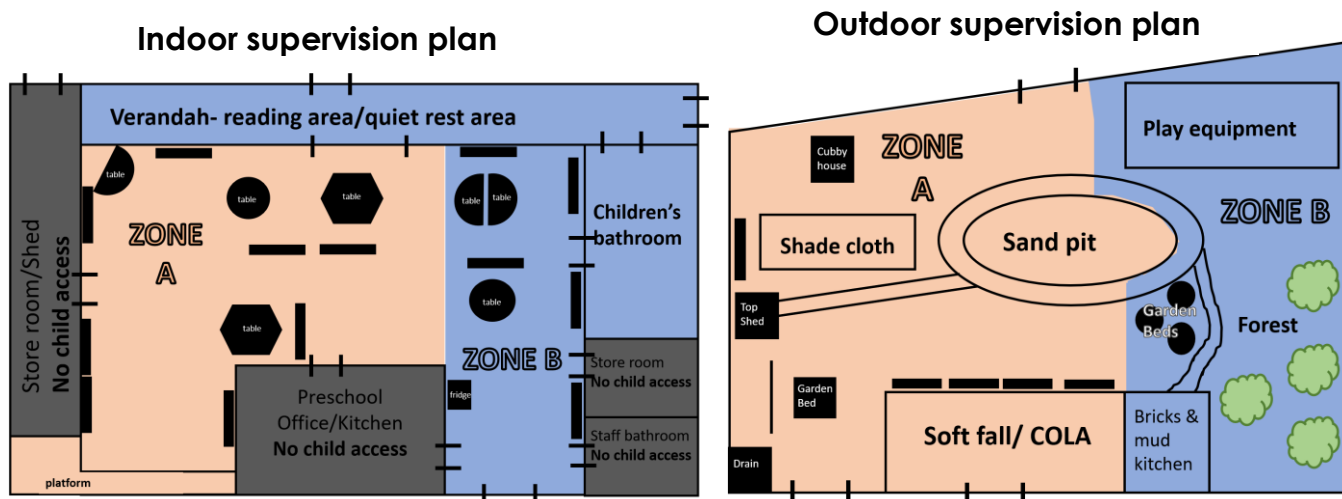 Indoor supervision plan
Verandah- reading area/quiet rest area
Store room/Shed
No child access
table
table
table
table
table
ZONE
A
Children's
bathroom
table
table
ZONE B
Store room
No child access
Preschool
Office/Kitchen
No child access
fridge
Staff bathroom
No child access
platform
Outdoor supervision plan
Cubby
house
ZONE
A
Play equipment
ZONE B
Shade cloth
Sand pit
Top
Shed
Garden
Beds
Forest
Garden
Bed
Soft fall/ COLA
Bricks &
mud
kitchen
Drain